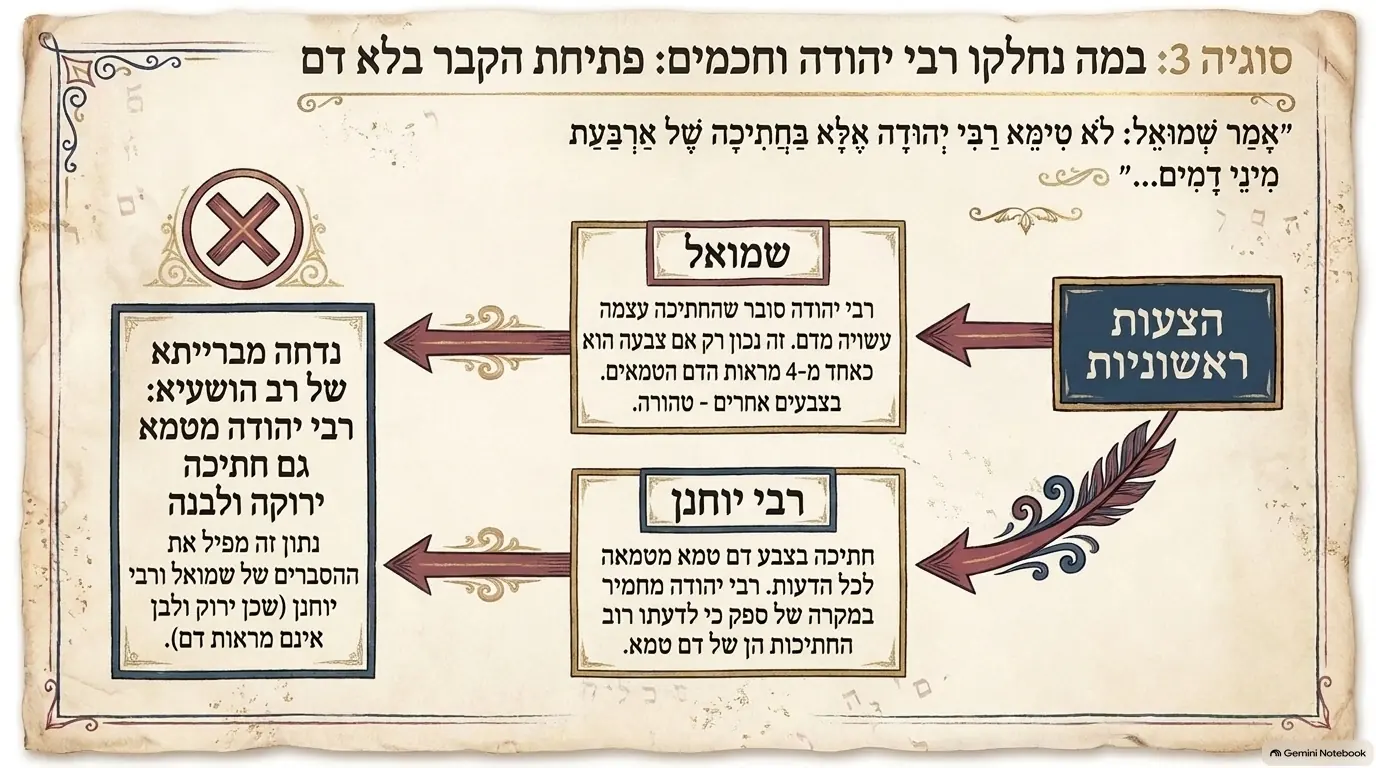 סוגיה 3: במה נחלקו רבי יהודה וחכמים: פתיחת הקבר בלא דם
"אָמַר שְׁמוּאֵל: לֹא טִימֵּא רַבִּי יְהוּדָה אֶלָּא בַּחֲתִיכָה שֶׁל אַרְבַּעַת
מִינֵי דָמִים..."
הצעות
ראשוניות
שמואל
רבי יהודה סובר שהחתיכה עצמה
עשויה מדם. זה נכון רק אם צבעה הוא
כאחד מ-4 מראות הדם הטמאים.
בצבעים אחרים - טהורה.
רבי יוחנן
חתיכה בצבע דם טמא מטמאה
לכל הדעות. רבי יהודה מחמיר
במקרה של ספק כי לדעתו רוב
החתיכות הן של דם טמא.
נדחה מברייתא
של רב הושעיא:
רבי יהודה מטמא
גם חתיכה
ירוקה ולבנה
נתון זה מפיל את
ההסברים של שמואל ורבי
יוחנן (שכן ירוק ולבן
אינם מראות דם).
Gemini Notebook